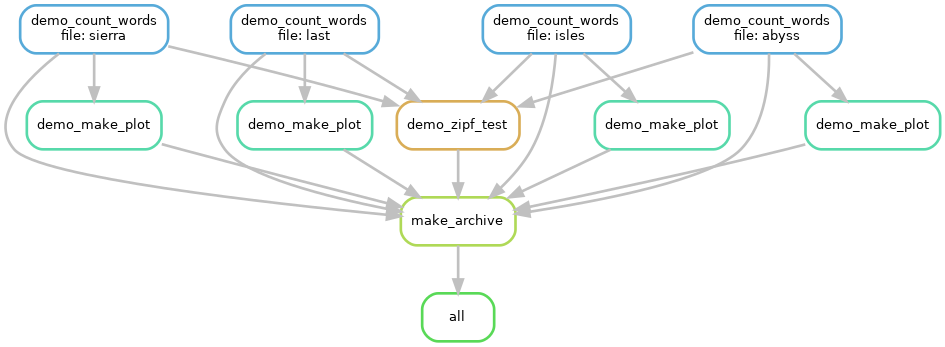 demo_count_words
file: sierra
demo_count_words
file: last
demo_count_words
file: isles
demo_count_words
file: abyss
demo_make_plot
demo_make_plot
demo_zipf_test
demo_make_plot
demo_make_plot
make_archive
all